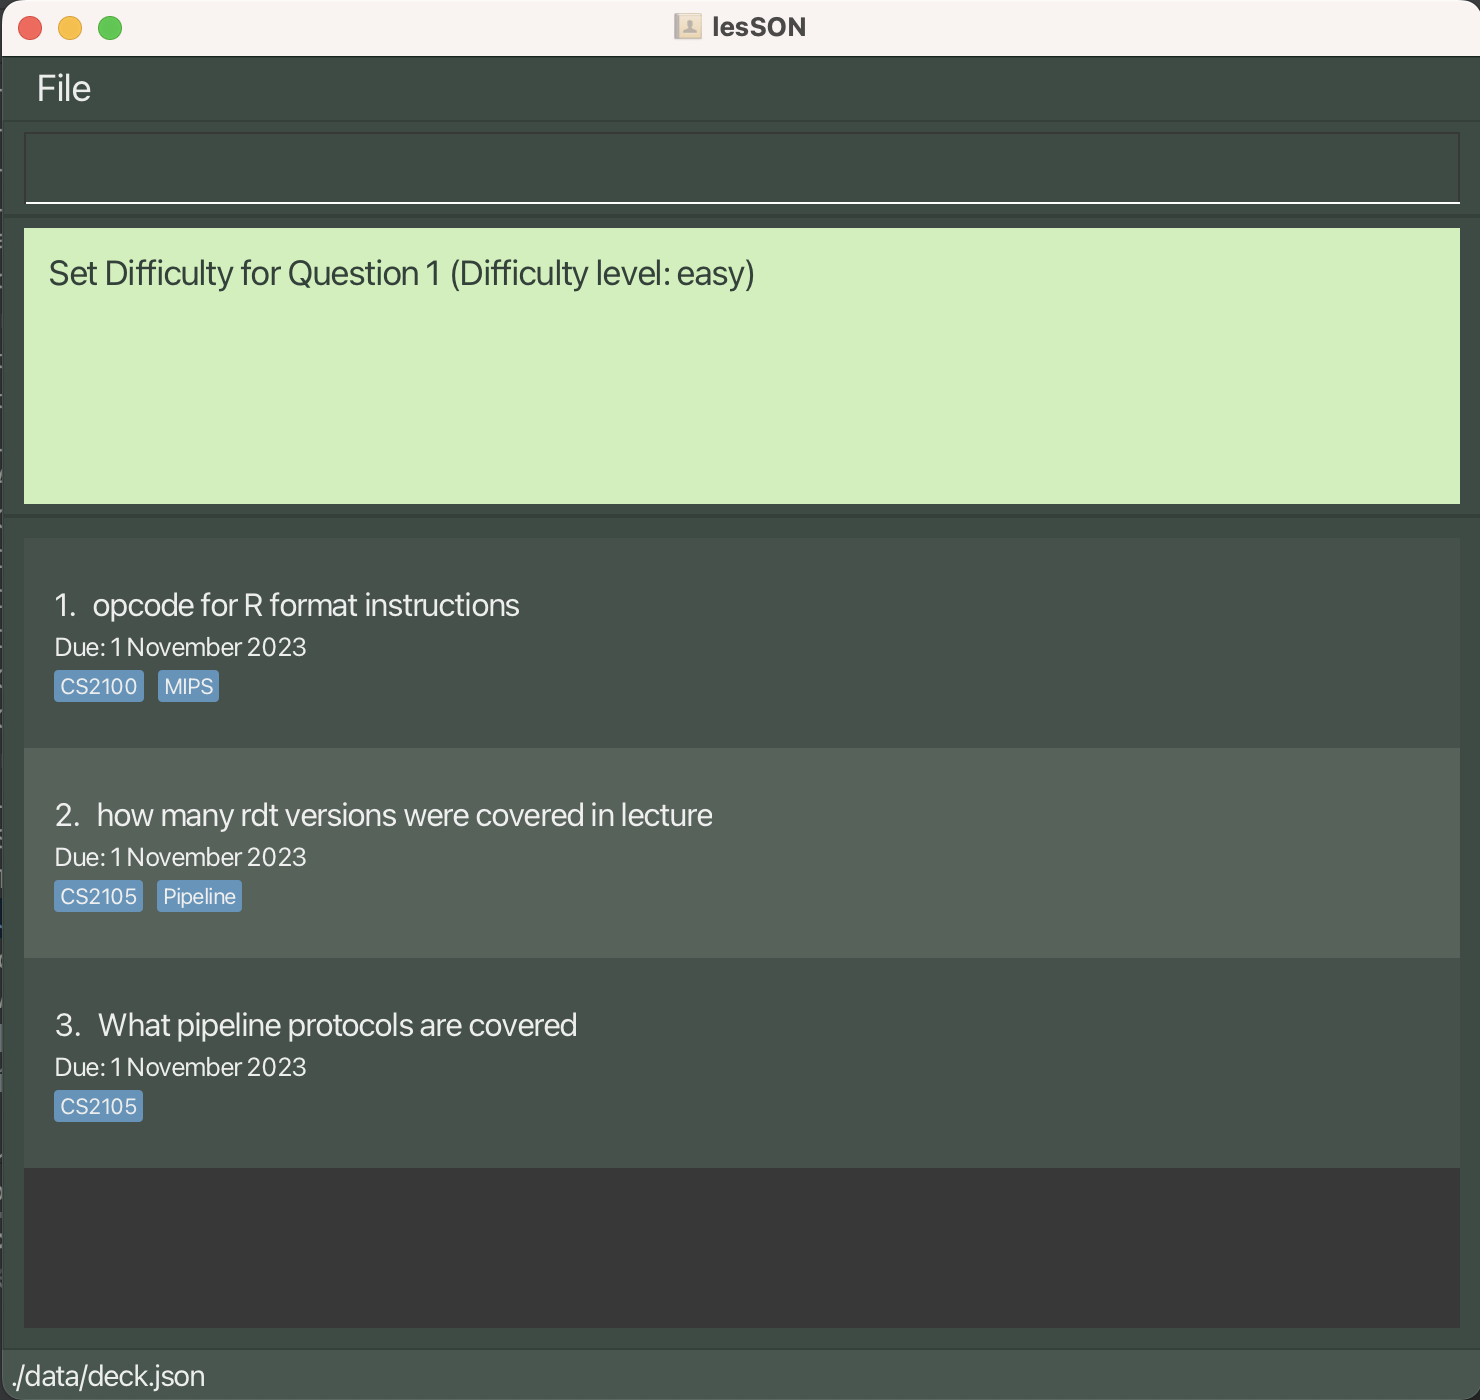 lesSON
File
Set Difficulty for Question 1 (Difficulty level: easy)
1. opcode for R format instructions
Due: 1 November 2023
CS2100 MIPS
2. how many rdt versions were covered in lecture
Due: 1 November 2023
CS2105 Pipeline
3. What pipeline protocols are covered
Due: 1 November 2023
CS2105
./data/deck.json